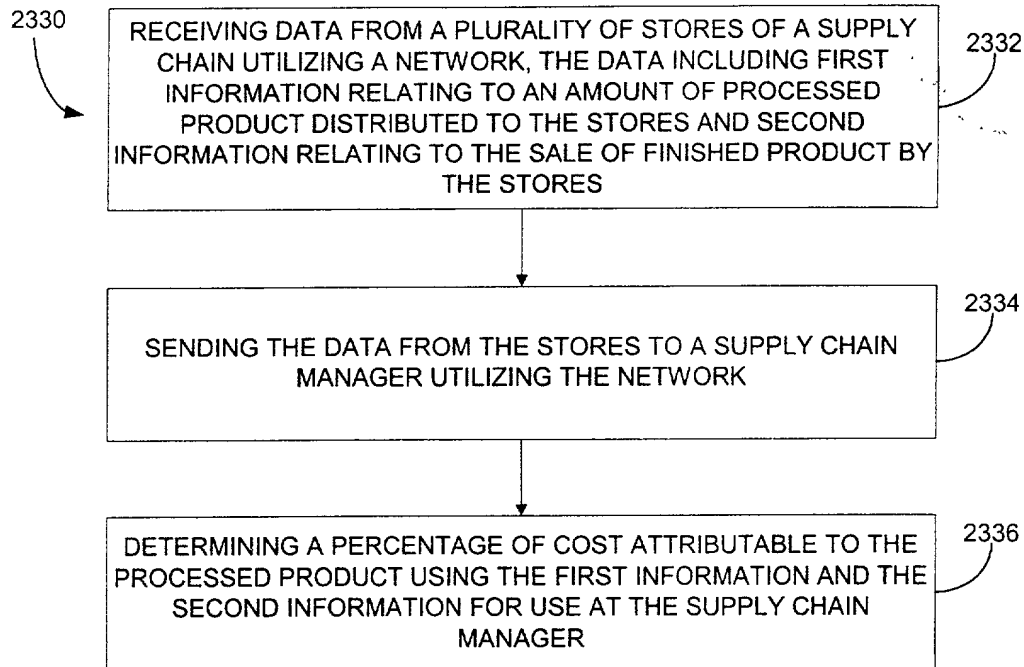 2330
RECEIVING DATA FROM A PLURALITY OF STORES OF A SUPPLY
CHAIN UTILIZING A NETWORK, THE DATA INCLUDING FIRST
INFORMATION RELATING TO AN AMOUNT OF PROCESSED
PRODUCT DISTRIBUTED TO THE STORES AND SECOND
INFORMATION RELATING TO THE SALE OF FINISHED PRODUCT BY
THE STORES
2332
SENDING THE DATA FROM THE STORES TO A SUPPLY CHAIN
MANAGER UTILIZING THE NETWORK
2334
DETERMINING A PERCENTAGE OF COST ATTRIBUTABLE TO THE
PROCESSED PRODUCT USING THE FIRST INFORMATION AND THE
SECOND INFORMATION FOR USE AT THE SUPPLY CHAIN
MANAGER
2336